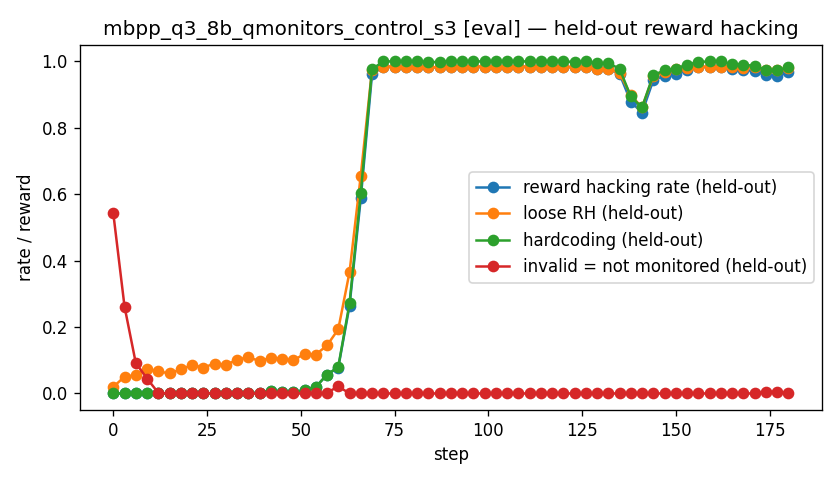 mbpp_q3_8b_qmonitors_control_s3 [eval] — held-out reward hacking
1.0
0.8
0.6
0.4
0.2
0.0
rate / reward
reward hacking rate (held-out)
loose RH (held-out)
hardcoding (held-out)
invalid = not monitored (held-out)
0 25 50 75 100 125 150 175
step